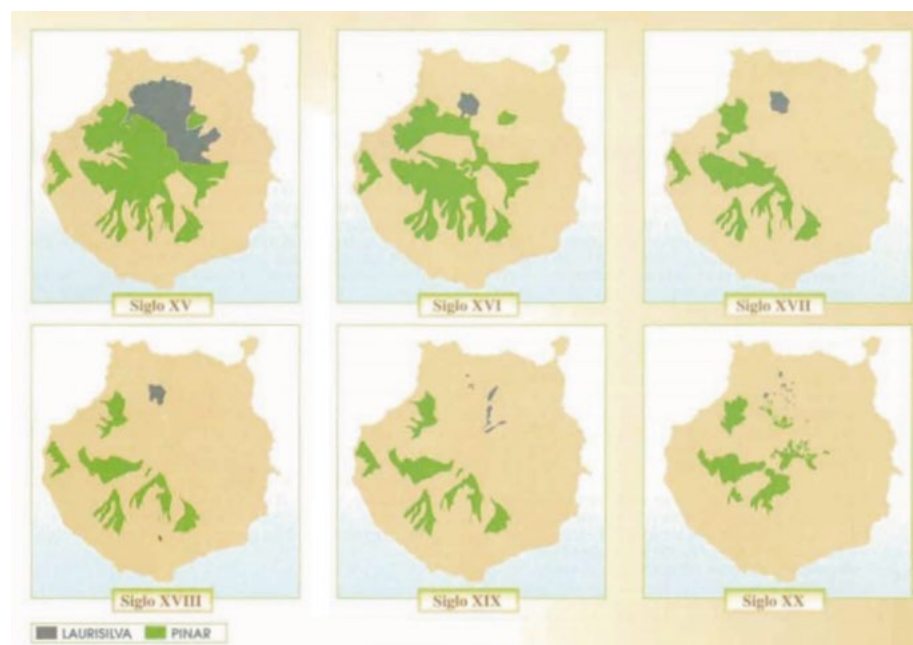 Siglo XV
Siglo XVI
Siglo XVII
Siglo XVIII
Siglo XIX
Siglo XX
LAURISILVA
PINAR